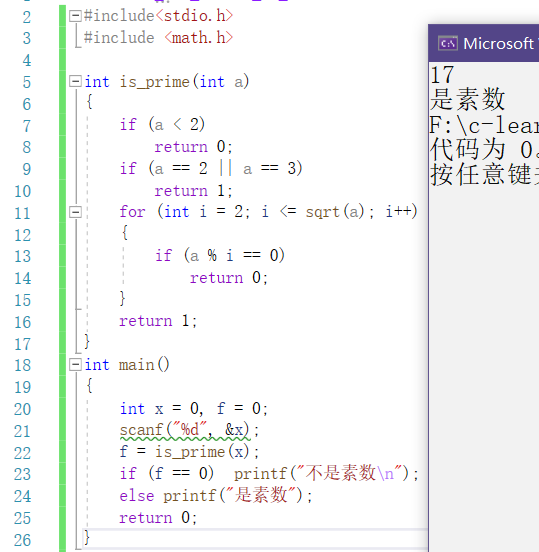 2 #include<stdio.h>
3 #include <math.h>
4
5 int is_prime(int a)
6 {
7 if (a < 2)
8 return 0;
9 if (a == 2 || a == 3)
10 return 1;
11 for (int i = 2; i <= sqrt(a); i++)
12 {
13 if (a % i == 0)
14 return 0;
15 }
16 return 1;
17 }
18 int main()
19 {
20 int x = 0, f = 0;
21 scanf("%d", &x);
22 f = is_prime(x);
23 if (f == 0) printf("不是素数\n");
24 else printf("是素数");
25 return 0;
26 }
Microsoft
17
是素数
F:\c-lear
代码为 0。
按任意键